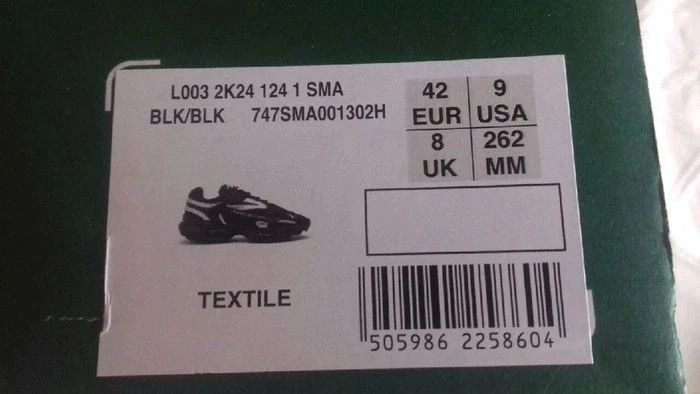 L003 2K24 124 1 SMA
BLK/BLK 747SMA001302H
42 EUR 9 USA
8 UK 262 MM
TEXTILE
505986 2258604